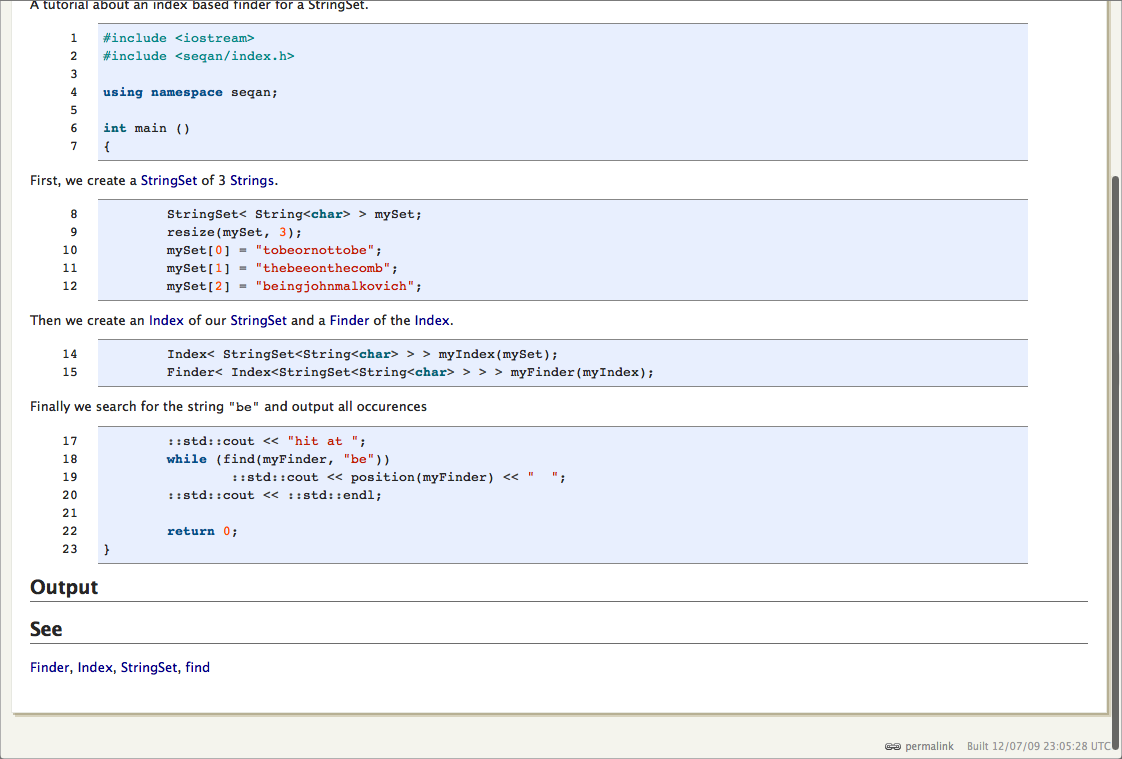 A tutorial about an index based finder for a StringSet.
1 #include <iostream>
2 #include <seqan/index.h>
3
4 using namespace seqan;
5
6 int main ()
7 {
First, we create a StringSet of 3 Strings.
8 StringSet< String<char> > mySet;
9 resize(mySet, 3);
10 mySet[0] = "tobeornottobe";
11 mySet[1] = "thebeeonthecomb";
12 mySet[2] = "beingjohnmalkovich";
Then we create an Index of our StringSet and a Finder of the Index.
14 Index< StringSet<String<char> > > myIndex(mySet);
15 Finder< Index<StringSet<String<char> > > > myFinder(myIndex);
Finally we search for the string "be" and output all occurences
17 ::std::cout << "hit at ";
18 while (find(myFinder, "be"))
19 ::std::cout << position(myFinder) << "  ";
20 ::std::cout << ::std::endl;
21
22 return 0;
23 }
Output
See
Finder, Index, StringSet, find
permalink Built 12/07/09 23:05:28 UTC